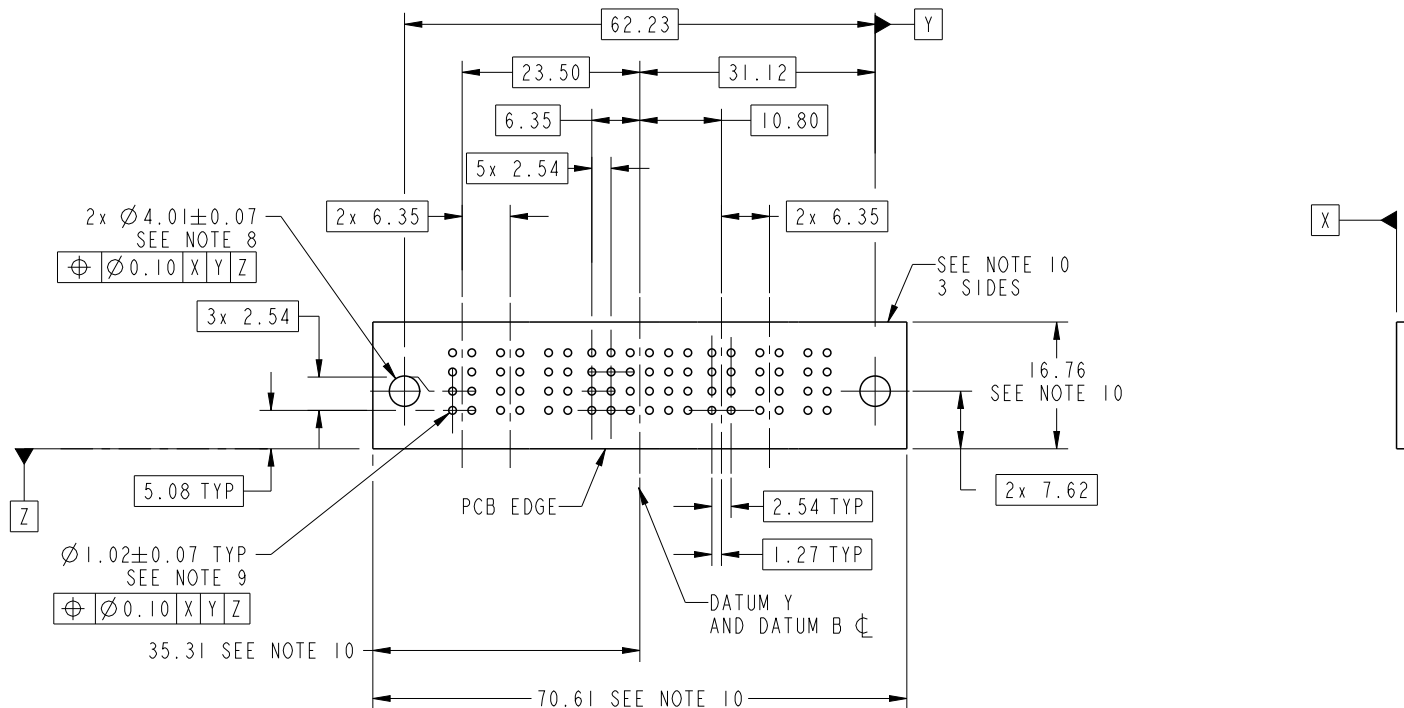 62.23
Y
23.50
31.12
6.35
10.80
5x 2.54
2x 6.35
2x 6.35
X
2x Ø4.01±0.07
SEE NOTE 8
⌖ Ø0.10 X Y Z
SEE NOTE 10
3 SIDES
3x 2.54
16.76
SEE NOTE 10
5.08 TYP
PCB EDGE
2.54 TYP
2x 7.62
Z
Ø1.02±0.07 TYP
SEE NOTE 9
⌖ Ø0.10 X Y Z
1.27 TYP
DATUM Y
AND DATUM B ℄
35.31 SEE NOTE 10
70.61 SEE NOTE 10